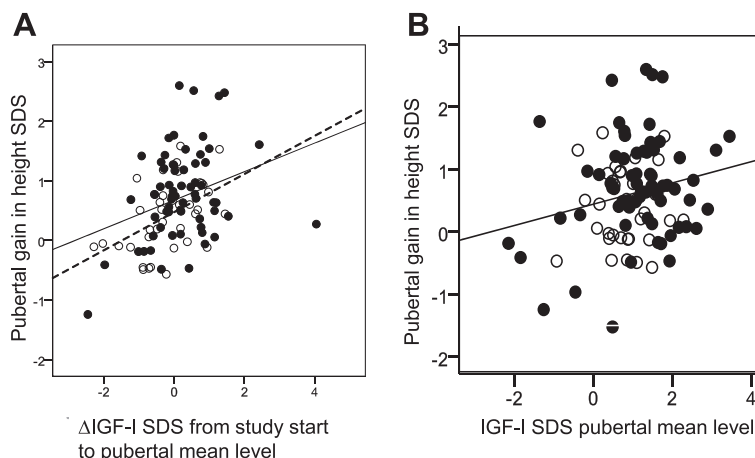 A
Pubertal gain in height SDS
3
2
1
0
-1
-2
-2 0 2 4
ΔIGF-I SDS from study start
to pubertal mean level
B
Pubertal gain in height SDS
3
2
1
0
-1
-2
-2 0 2 4
IGF-I SDS pubertal mean level